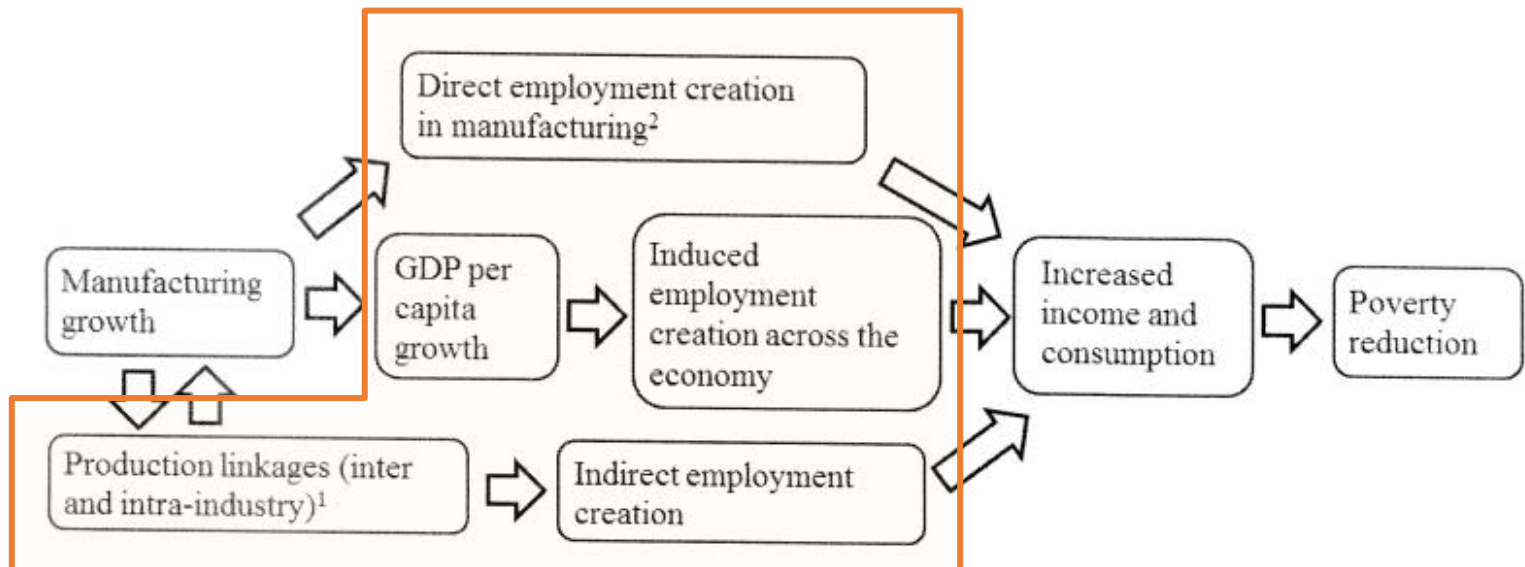 Direct employment creation
in manufacturing²
Manufacturing
growth
GDP per
capita
growth
Induced
employment
creation across the
economy
Increased
income and
consumption
Poverty
reduction
Production linkages (inter
and intra-industry)¹
Indirect employment
creation